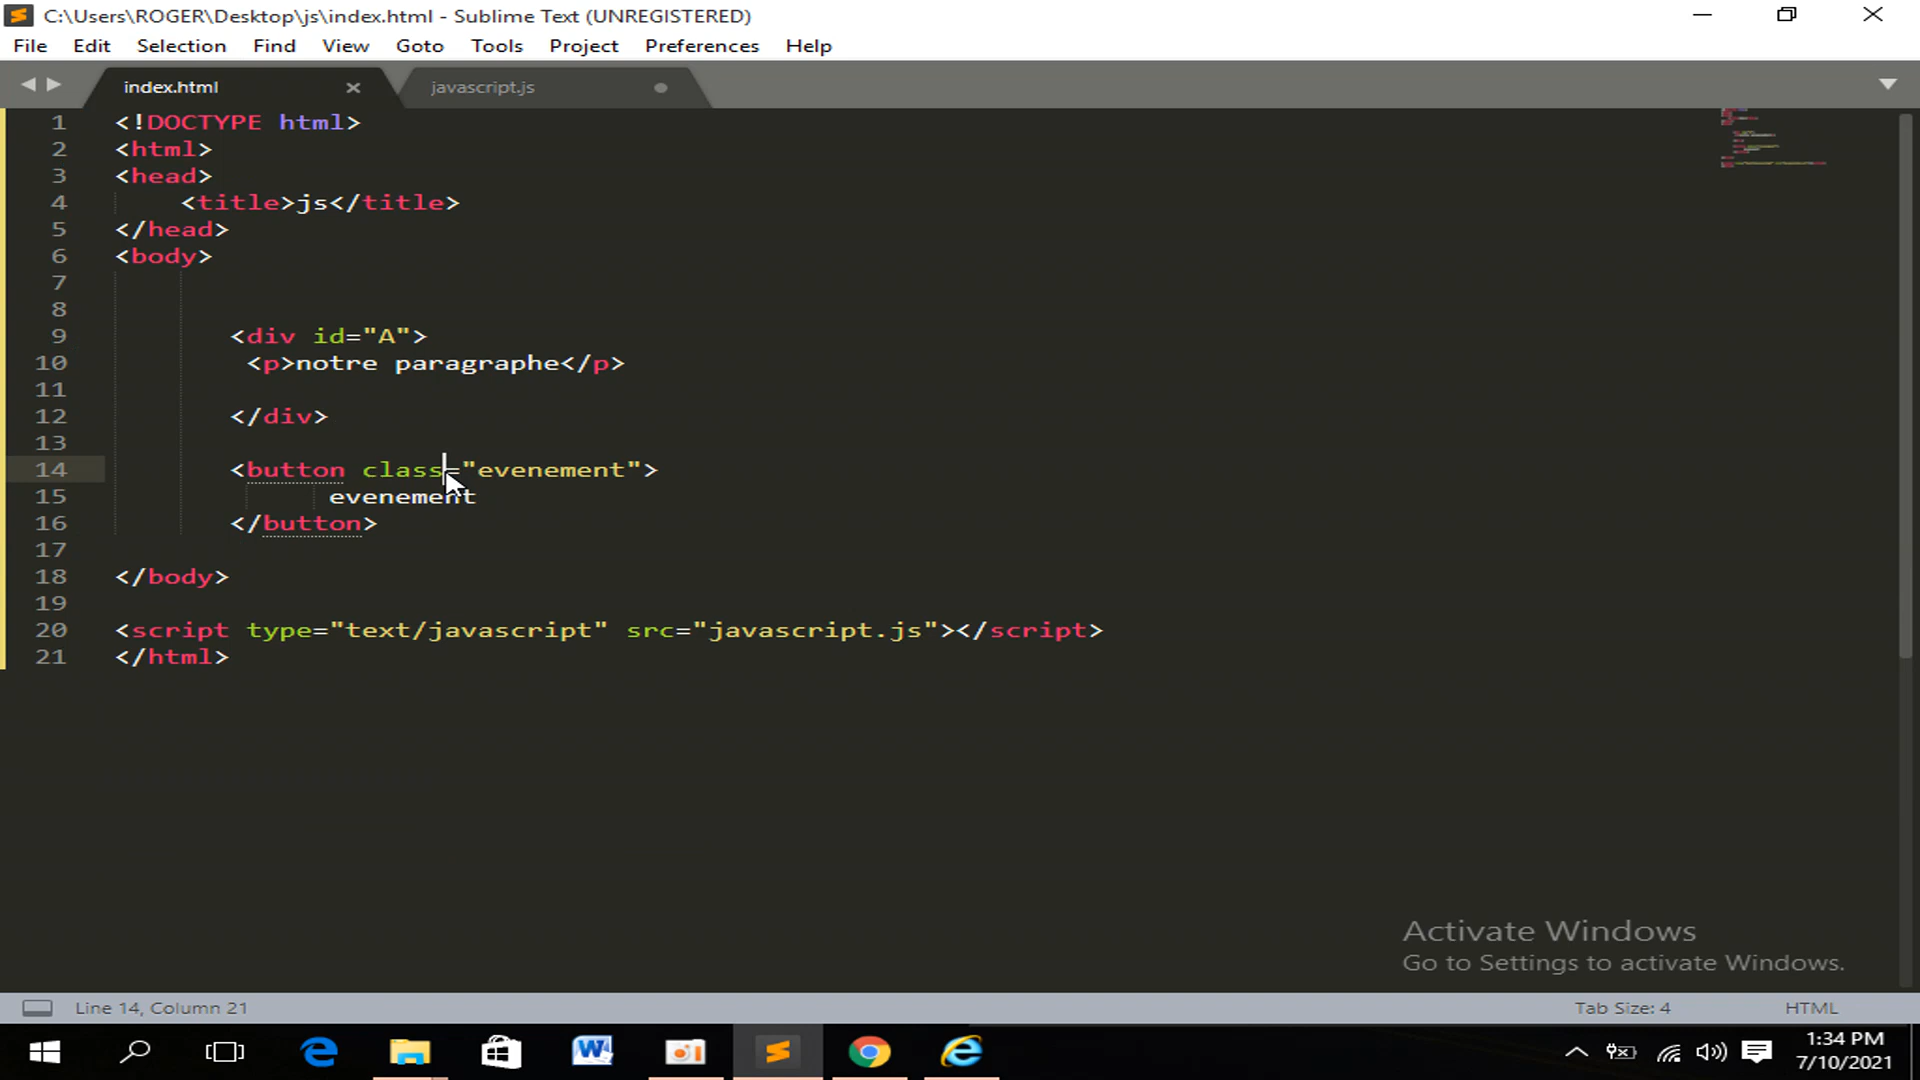 C:\Users\ROGER\Desktop\js\index.html - Sublime Text (UNREGISTERED)
File Edit Selection Find View Goto Tools Project Preferences Help
index.html javascript.js
1 <!DOCTYPE html>
2 <html>
3 <head>
4 <title>js</title>
5 </head>
6 <body>
7
8
9 <div id="A">
10 <p>notre paragraphe</p>
11
12 </div>
13
14 <button class="evenement">
15 evenement
16 </button>
17
18 </body>
19
20 <script type="text/javascript" src="javascript.js"></script>
21 </html>
Activate Windows
Go to Settings to activate Windows.
Line 14, Column 21 Tab Size: 4 HTML
1:34 PM
7/10/2021